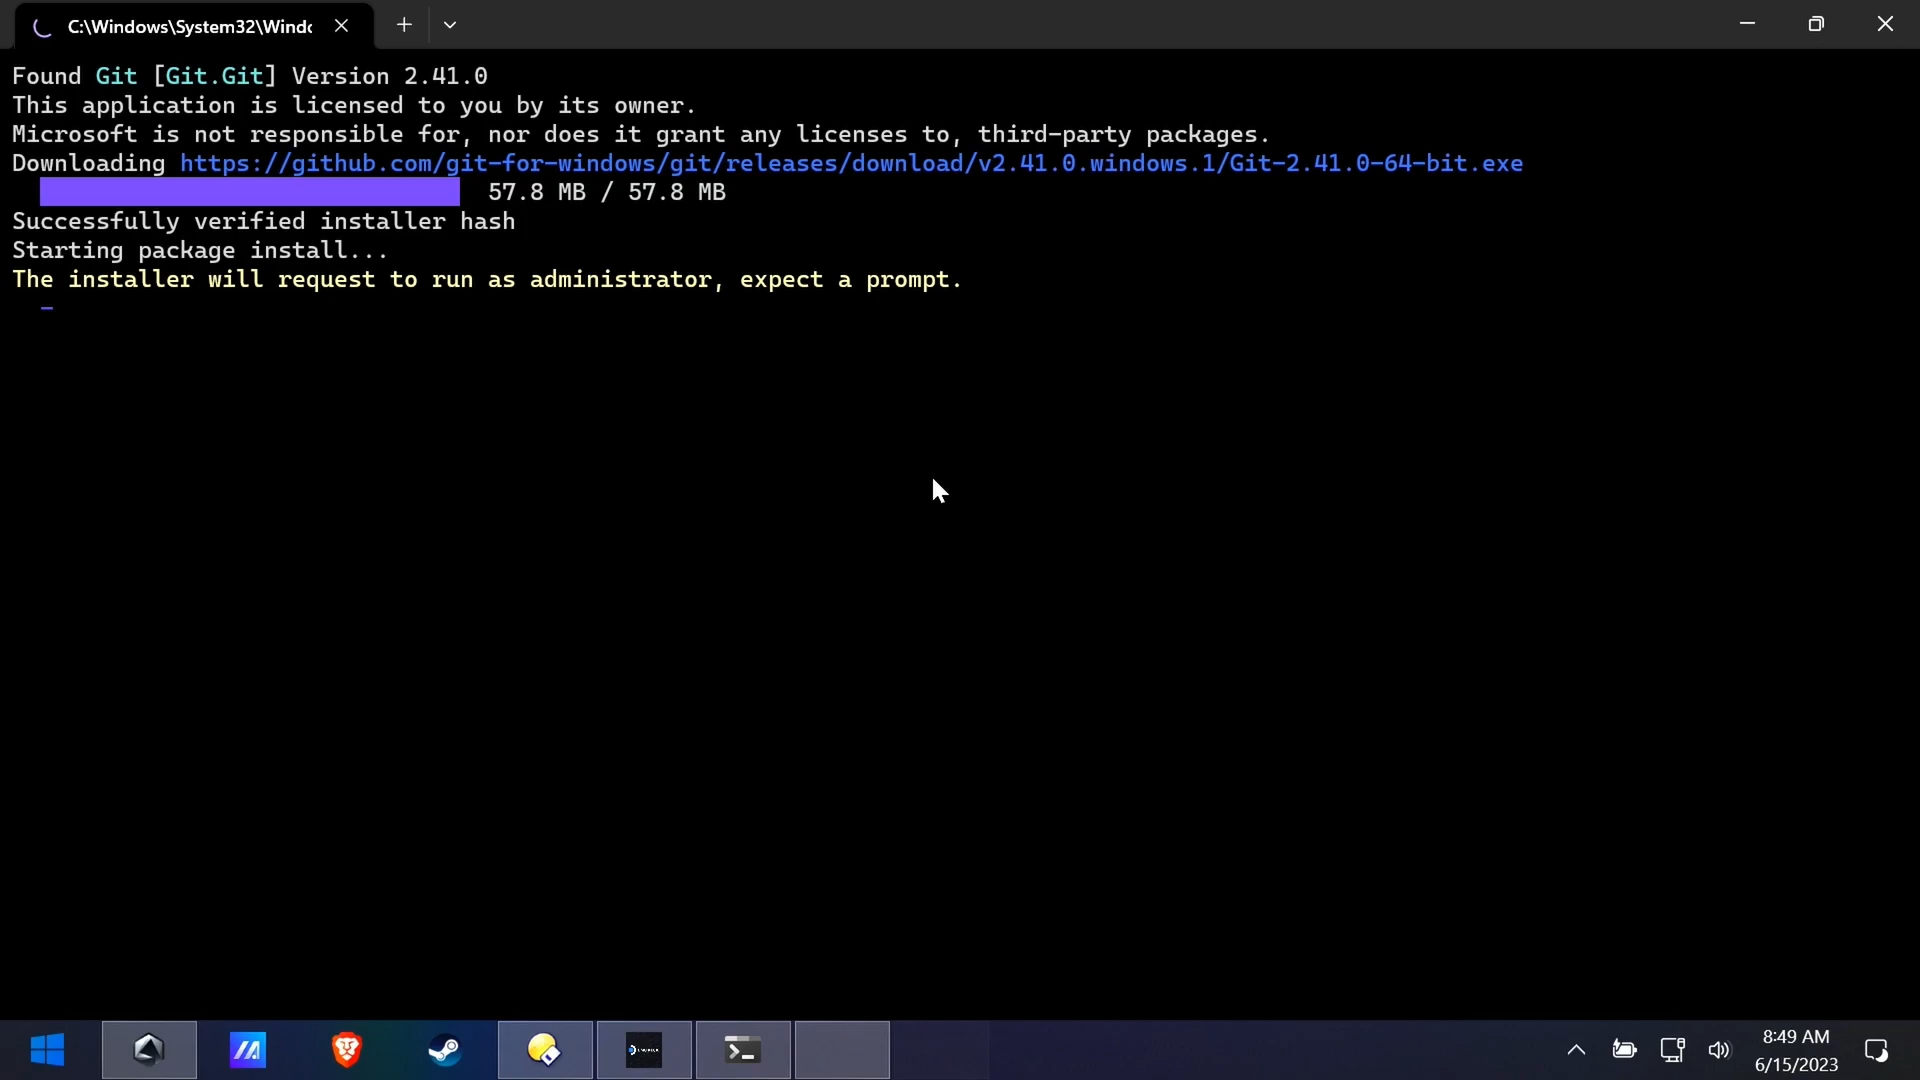 C:\Windows\System32\Windo
Found Git [Git.Git] Version 2.41.0
This application is licensed to you by its owner.
Microsoft is not responsible for, nor does it grant any licenses to, third-party packages.
Downloading https://github.com/git-for-windows/git/releases/download/v2.41.0.windows.1/Git-2.41.0-64-bit.exe
57.8 MB / 57.8 MB
Successfully verified installer hash
Starting package install...
The installer will request to run as administrator, expect a prompt.
8:49 AM
6/15/2023